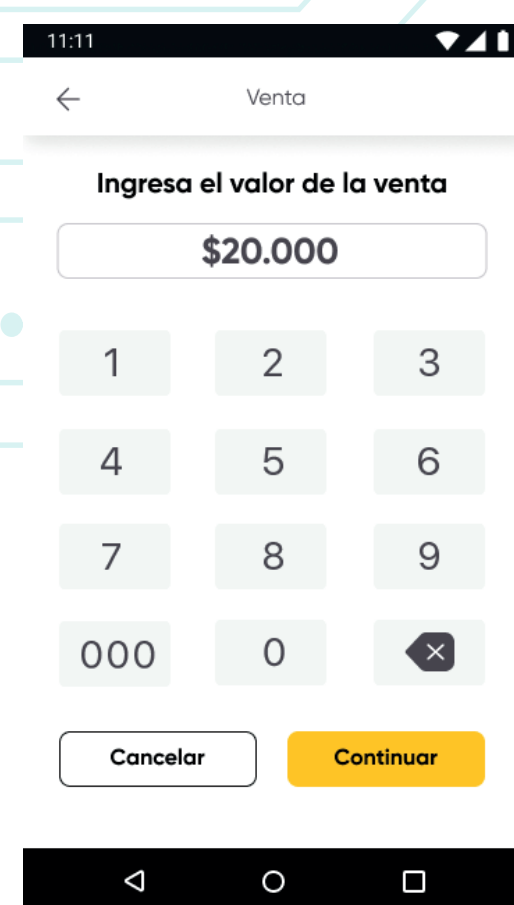 11:11
Venta
Ingresa el valor de la venta
$20.000
1 2 3
4 5 6
7 8 9
000 0
Cancelar Continuar